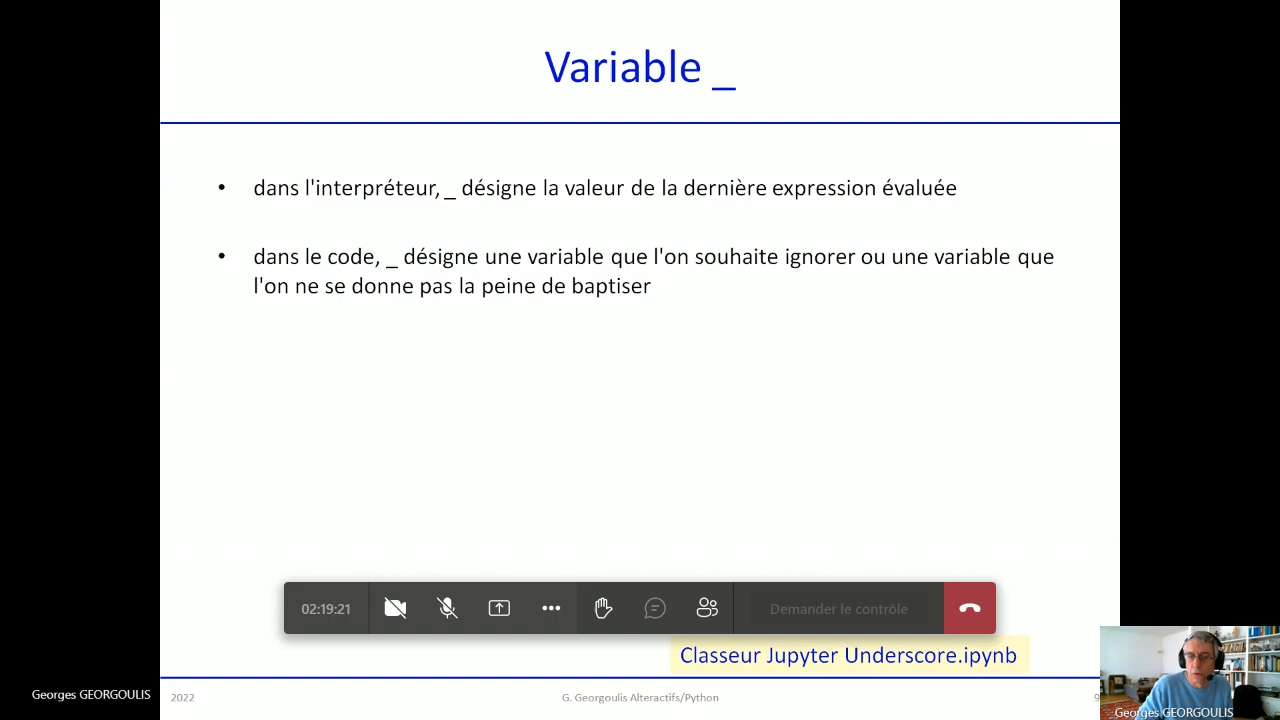 Variable _
• dans l'interpréteur, _ désigne la valeur de la dernière expression évaluée
• dans le code, _ désigne une variable que l'on souhaite ignorer ou une variable que
l'on ne se donne pas la peine de baptiser
02:19:21
Demander le contrôle
Classeur Jupyter Underscore.ipynb
Georges GEORGOULIS
2022
G. Georgoulis Alteractifs/Python
9
Georges GEORGOULIS